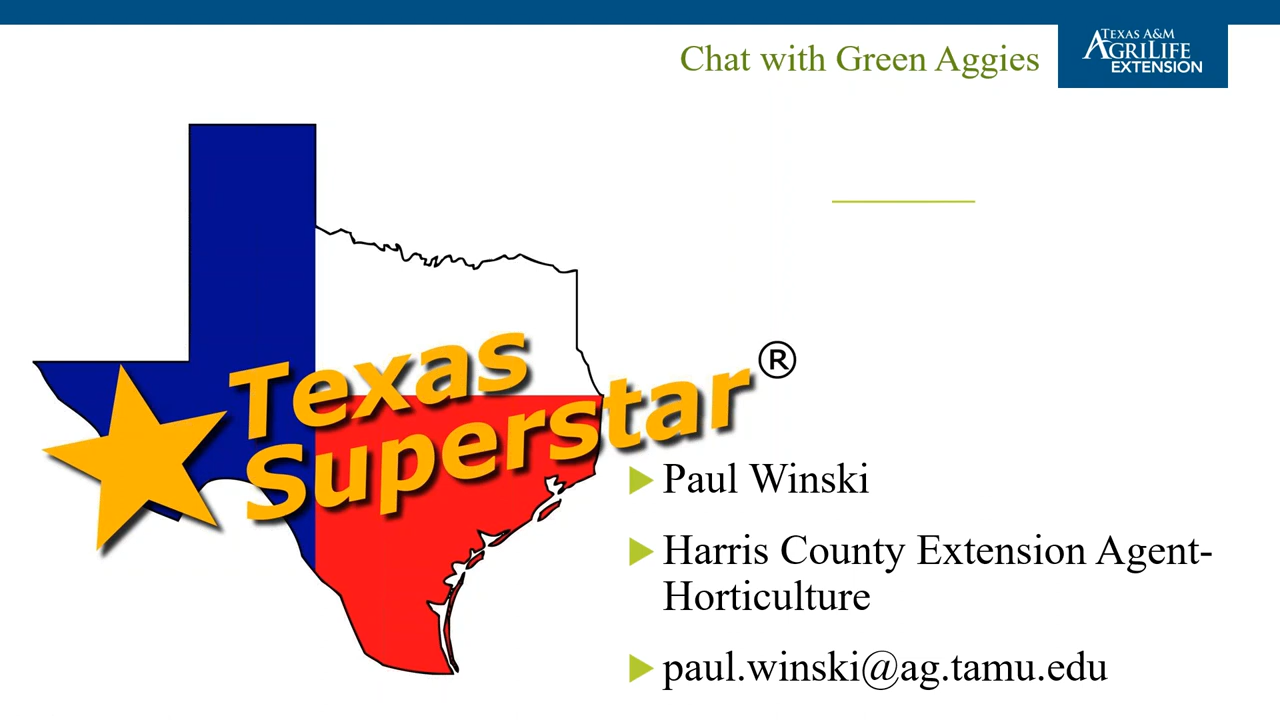 Chat with Green Aggies
TEXAS A&M
AGRILIFE
EXTENSION
Texas
Superstar®
Paul Winski
Harris County Extension Agent-
Horticulture
paul.winski@ag.tamu.edu